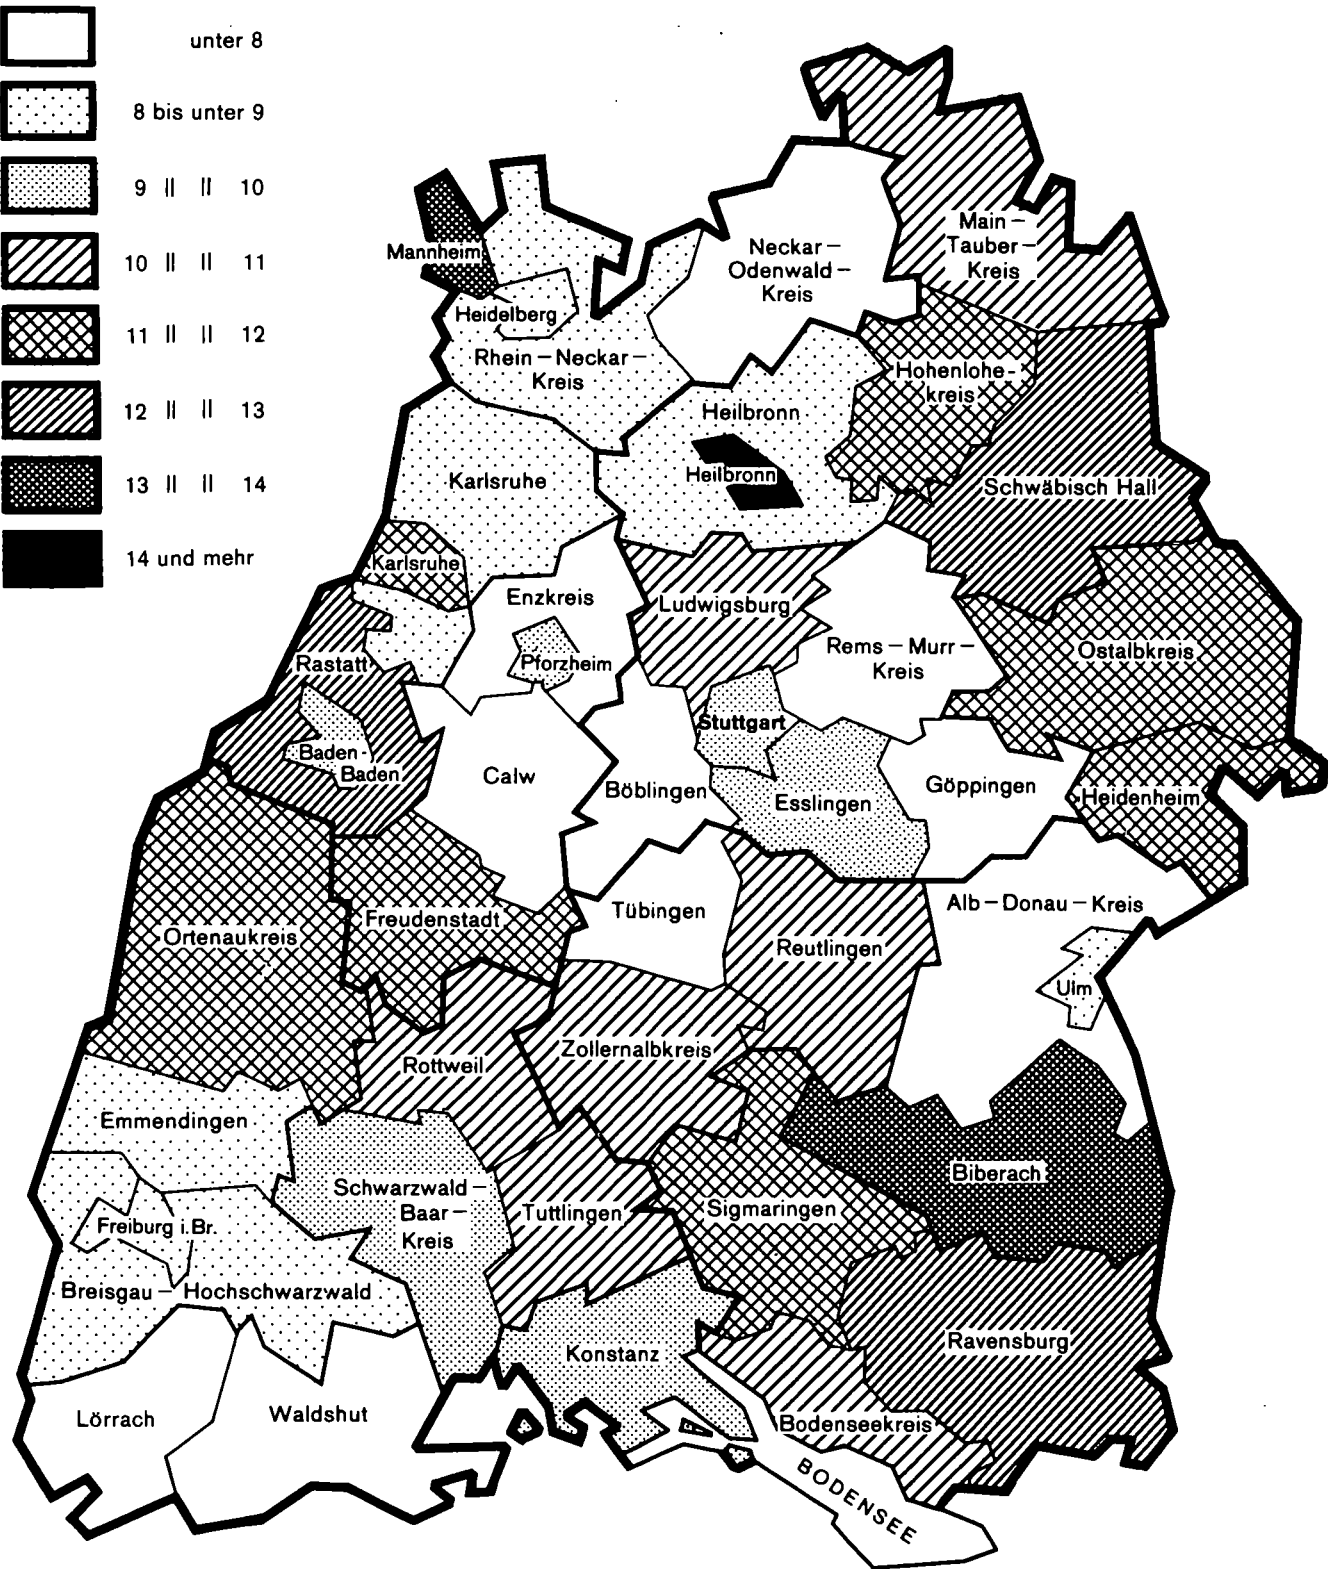 unter 8
8 bis unter 9
9 || || 10
10 || || 11
11 || || 12
12 || || 13
13 || || 14
14 und mehr
Main –
Tauber –
Kreis
Neckar –
Odenwald –
Kreis
Mannheim
Heidelberg
Rhein – Neckar –
Kreis
Hohenlohe -
kreis
Heilbronn
Heilbronn
Karlsruhe
Schwäbisch Hall
Karlsruhe
Enzkreis
Ludwigsburg
Rems – Murr –
Kreis
Ostalbkreis
Rastatt
Pforzheim
Stuttgart
Baden -
Baden
Calw
Böblingen
Esslingen
Göppingen
Heidenheim
Alb – Donau – Kreis
Tübingen
Freudenstadt
Ortenaukreis
Reutlingen
Ulm
Zollernalbkreis
Rottweil
Emmendingen
Biberach
Schwarzwald –
Baar –
Kreis
Tuttlingen
Sigmaringen
Freiburg i. Br.
Breisgau – Hochschwarzwald
Konstanz
Ravensburg
Lörrach
Waldshut
Bodenseekreis
BODENSEE